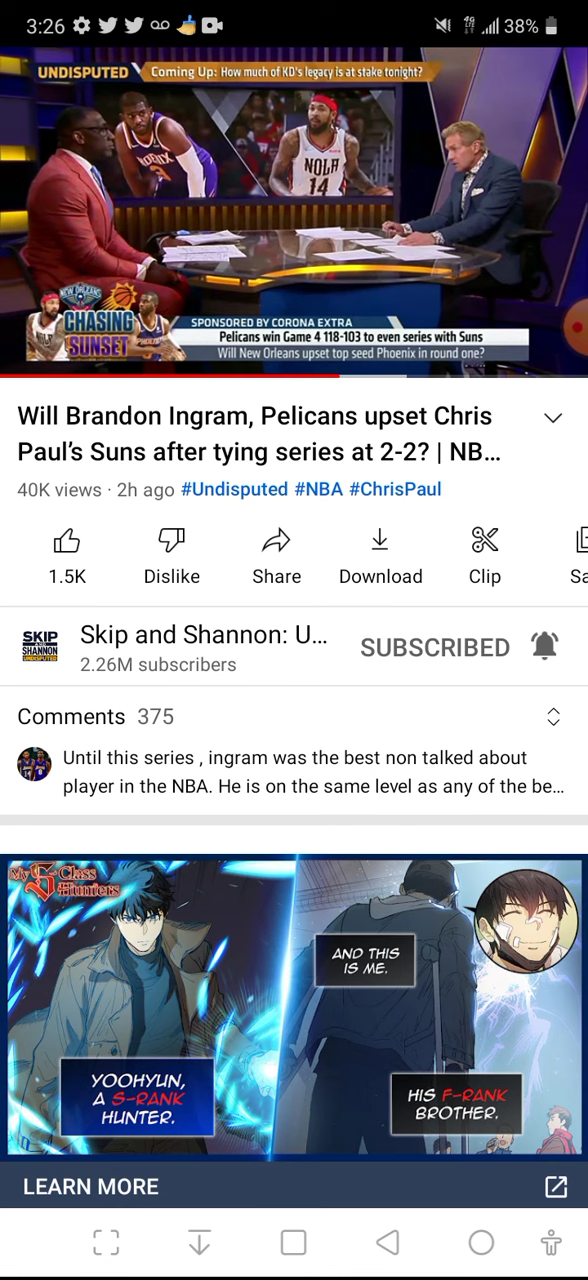 3:26
4G
LTE
38%
UNDISPUTED
Coming Up: How much of KD's legacy is at stake tonight?
NOLA
14
NEW ORLEANS
CHASING
SUNSET
SPONSORED BY CORONA EXTRA
Pelicans win Game 4 118-103 to even series with Suns
Will New Orleans upset top seed Phoenix in round one?
Will Brandon Ingram, Pelicans upset Chris
Paul's Suns after tying series at 2-2? | NB...
40K views · 2h ago #Undisputed #NBA #ChrisPaul
1.5K
Dislike
Share
Download
Clip
Sa
SKIP
AND
SHANNON
UNDISPUTED
Skip and Shannon: U...
2.26M subscribers
SUBSCRIBED
Comments 375
Until this series , ingram was the best non talked about
player in the NBA. He is on the same level as any of the be...
My S-Class
Hunters
AND THIS
IS ME.
YOOHYUN,
A S-RANK
HUNTER.
HIS F-RANK
BROTHER.
LEARN MORE